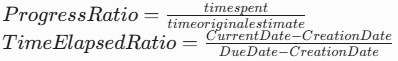 ProgressRatio = timespent / timeoriginalestimate
TimeElapsedRatio = CurrentDate−CreationDate / DueDate−CreationDate